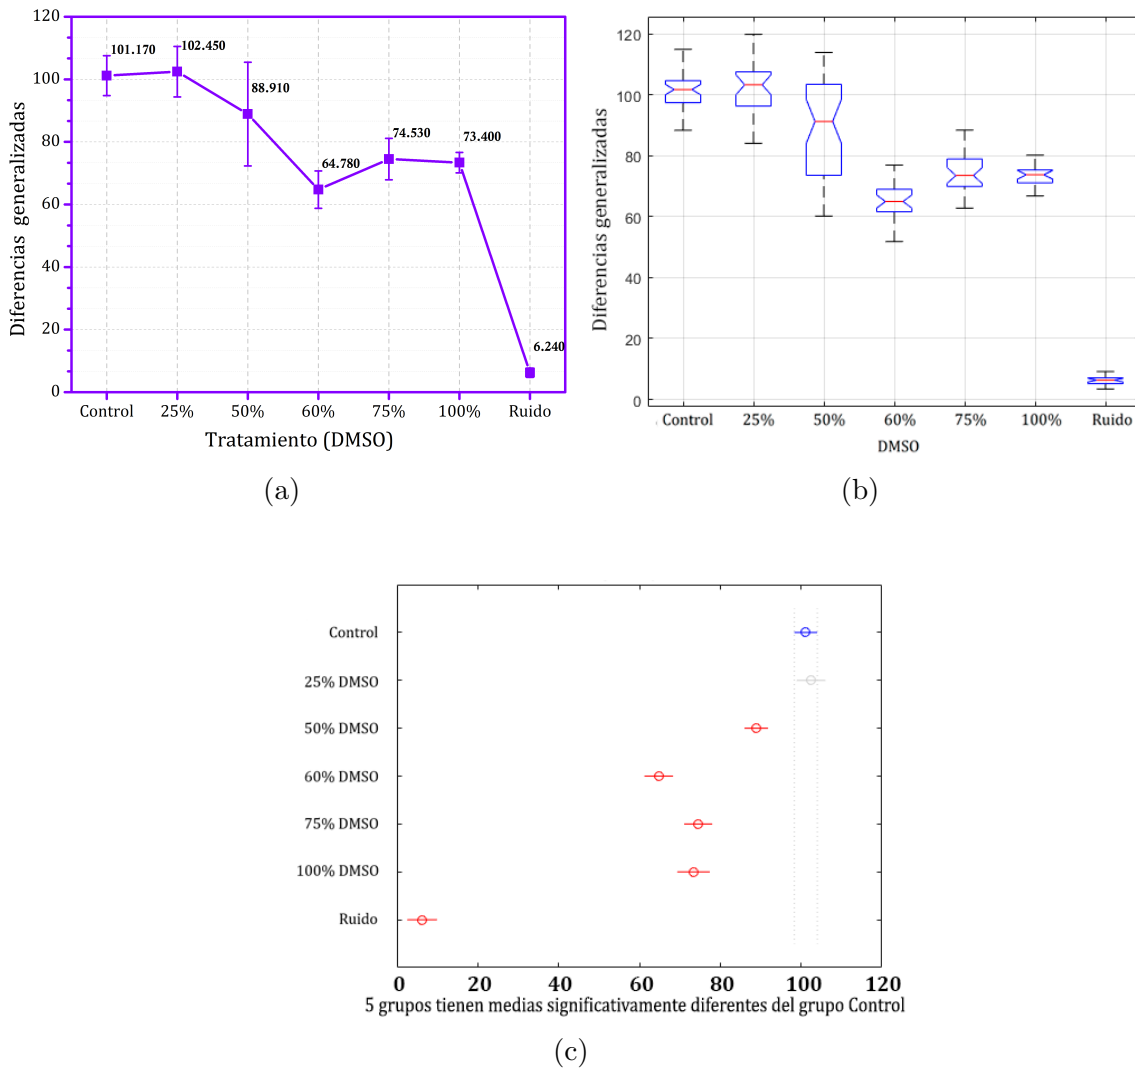 120
100
80
60
40
20
0
Diferencias generalizadas
101.170
102.450
88.910
64.780
74.530
73.400
6.240
Control 25% 50% 60% 75% 100% Ruido
Tratamiento (DMSO)
(a)
120
100
80
60
40
20
0
Diferencias generalizadas
Control 25% 50% 60% 75% 100% Ruido
DMSO
(b)
Control
25% DMSO
50% DMSO
60% DMSO
75% DMSO
100% DMSO
Ruido
0 20 40 60 80 100 120
5 grupos tienen medias significativamente diferentes del grupo Control
(c)